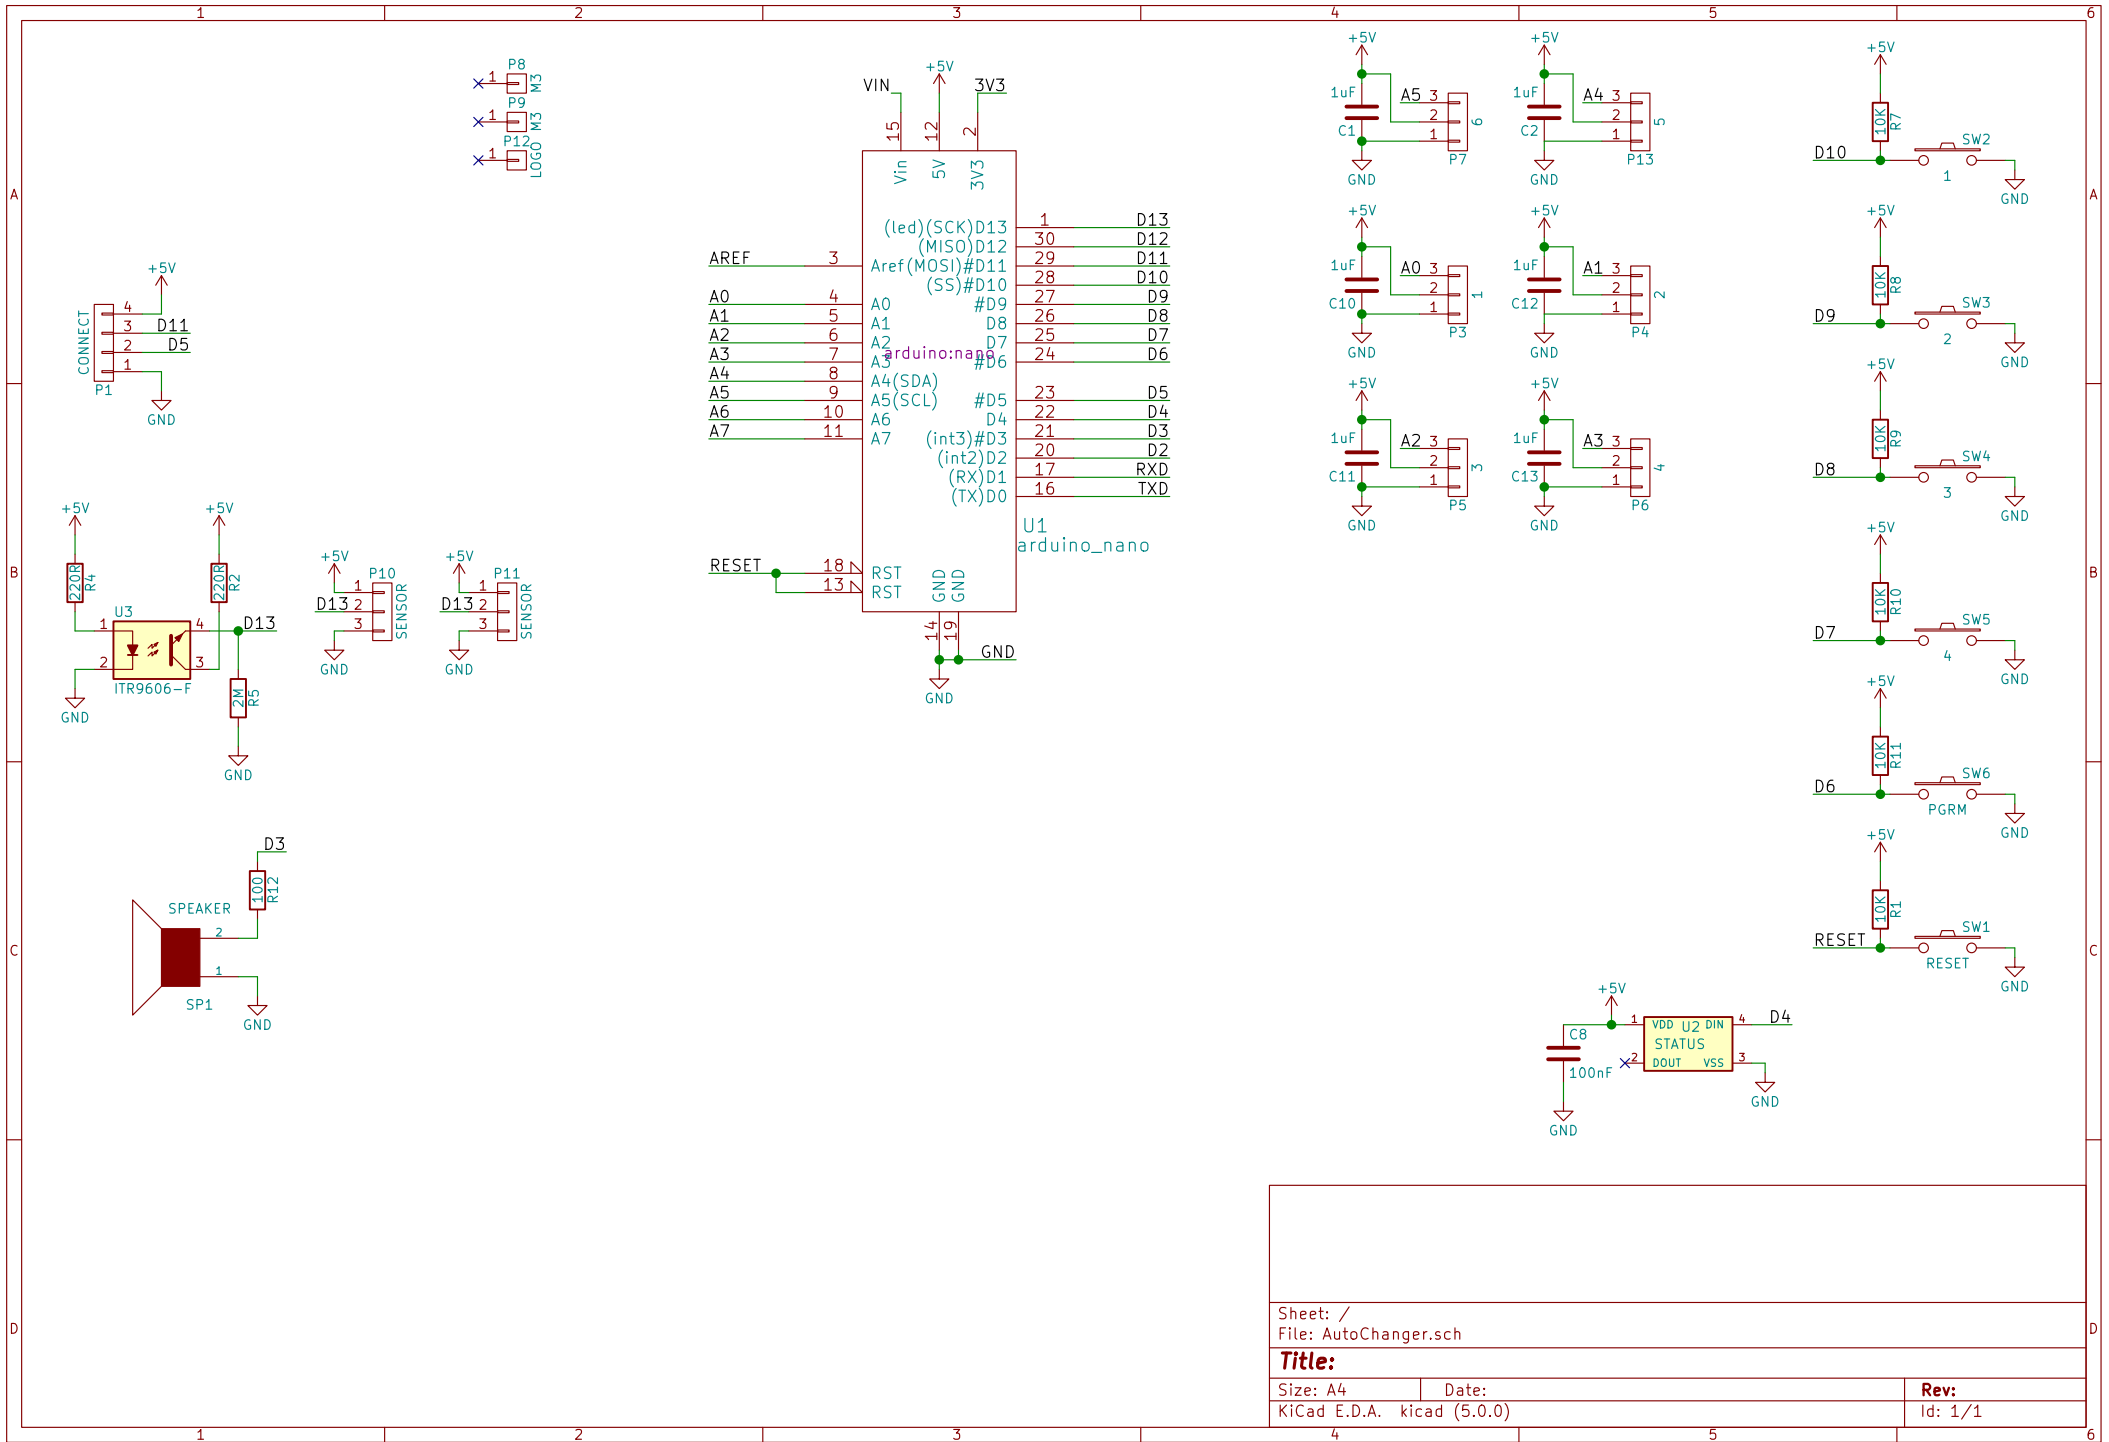 1 2 3 4 5 6
A
B
C
D
A
B
C
D
1 2 3 4 5 6
P8
1
M3
P9
1
M3
P12
1
LOGO
+5V
4
3 D11
2 D5
1
CONNECT
P1
GND
VIN
+5V
3V3
15
12
2
Vin
5V
3V3
AREF 3 Aref
A0 4 A0
A1 5 A1
A2 6 A2
A3 7 A3
A4 8 A4(SDA)
A5 9 A5(SCL)
A6 10 A6
A7 11 A7
arduino:nano
(led)(SCK)D13 1 D13
(MISO)D12 30 D12
(MOSI)#D11 29 D11
(SS)#D10 28 D10
#D9 27 D9
D8 26 D8
D7 25 D7
#D6 24 D6
#D5 23 D5
D4 22 D4
(int3)#D3 21 D3
(int2)D2 20 D2
(RX)D1 17 RXD
(TX)D0 16 TXD
U1
arduino_nano
RESET 18 RST
13 RST
GND
GND
14
19
GND
GND
+5V
1uF
C1
GND
A5 3
2
1
6
P7
+5V
1uF
C2
GND
A4 3
2
1
5
P13
+5V
1uF
C10
GND
A0 3
2
1
1
P3
+5V
1uF
C12
GND
A1 3
2
1
2
P4
+5V
1uF
C11
GND
A2 3
2
1
3
P5
+5V
1uF
C13
GND
A3 3
2
1
4
P6
+5V
10K
R7
D10
SW2
1
GND
+5V
10K
R8
D9
SW3
2
GND
+5V
10K
R9
D8
SW4
3
GND
+5V
10K
R10
D7
SW5
4
GND
+5V
10K
R11
D6
SW6
PGRM
GND
+5V
10K
R1
RESET
SW1
RESET
GND
+5V
220R
R4
+5V
220R
R2
U3
1
2
4
3
D13
ITR9606-F
GND
2M
R5
GND
+5V
P10
1
D13 2
3
SENSOR
GND
+5V
P11
1
D13 2
3
SENSOR
GND
D3
100
R12
SPEAKER
2
1
SP1
GND
+5V
C8
100nF
GND
1 VDD U2 DIN 4 D4
STATUS
2 DOUT VSS 3
GND
Sheet: /
File: AutoChanger.sch
Title:
Size: A4 Date: Rev:
KiCad E.D.A. kicad (5.0.0) Id: 1/1